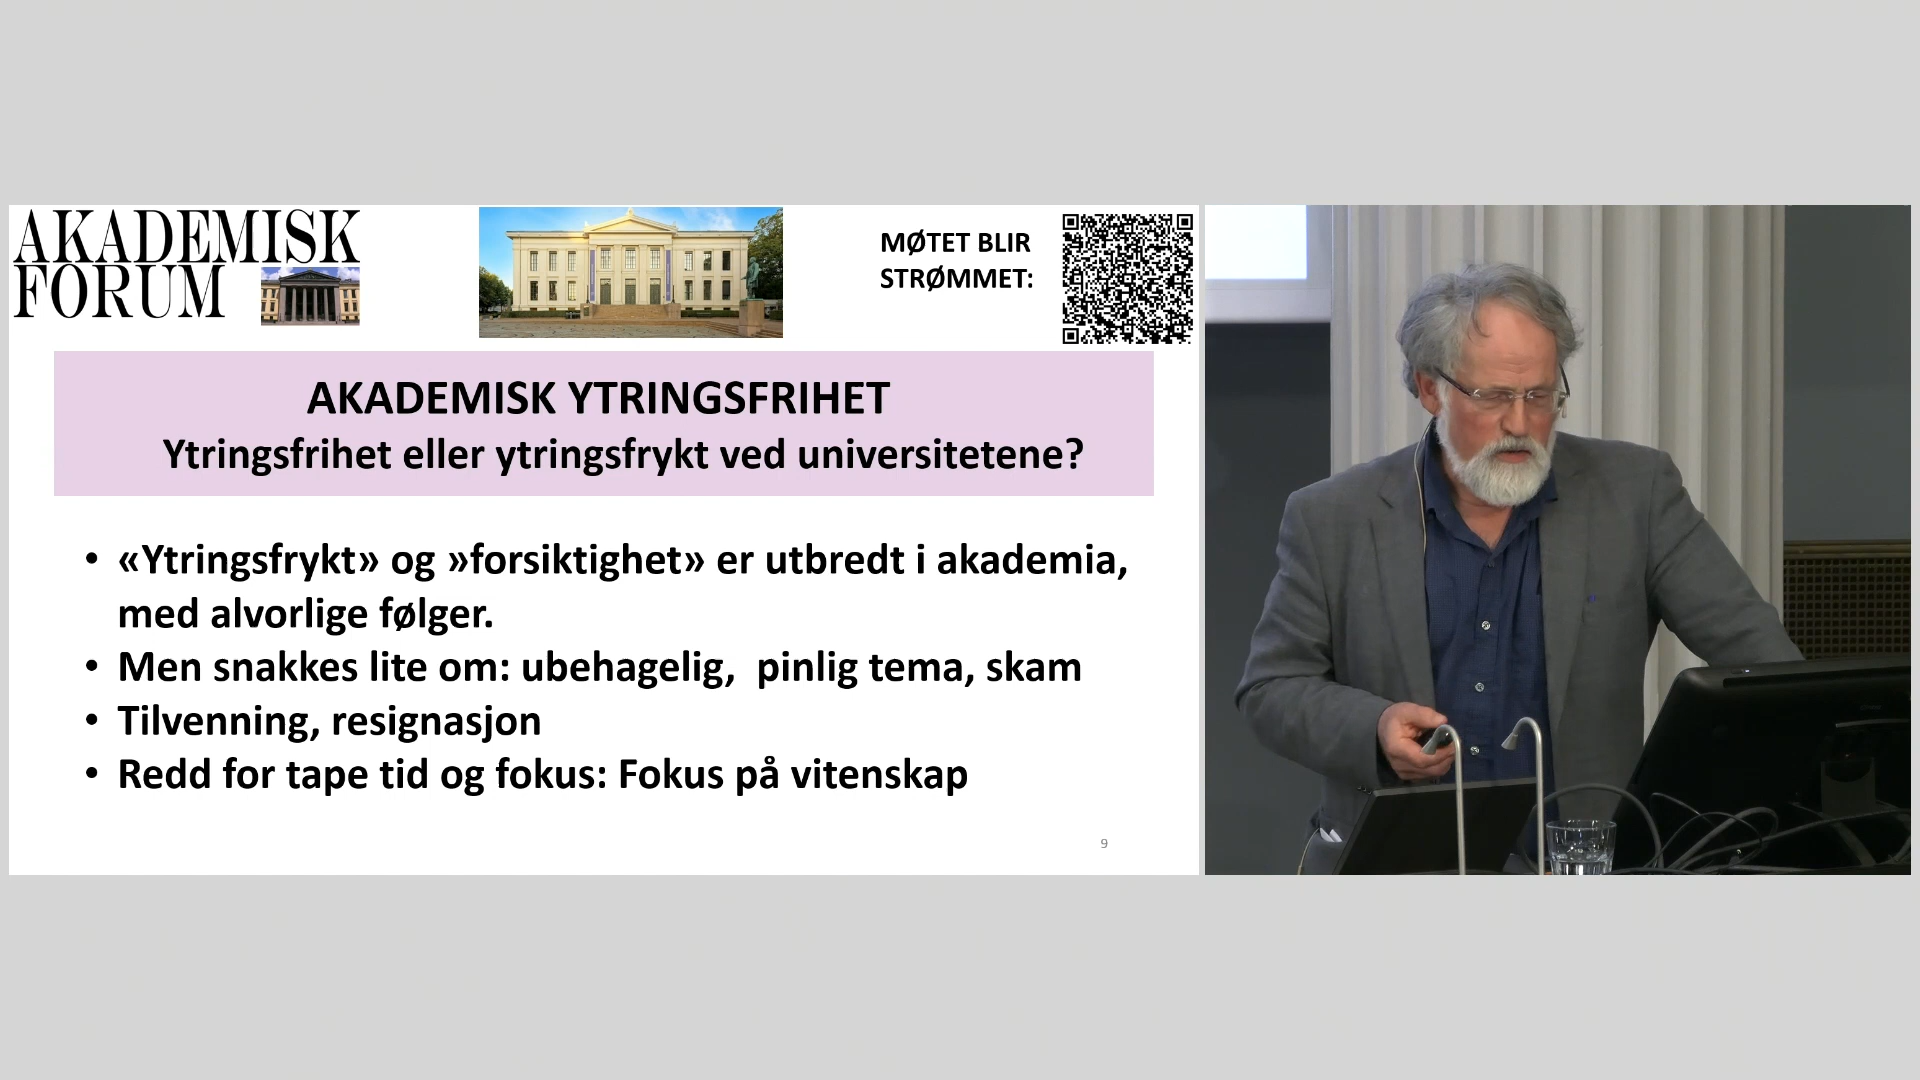 AKADEMISK
FORUM
MØTET BLIR
STRØMMET:
AKADEMISK YTRINGSFRIHET
Ytringsfrihet eller ytringsfrykt ved universitetene?
• «Ytringsfrykt» og »forsiktighet» er utbredt i akademia,
med alvorlige følger.
• Men snakkes lite om: ubehagelig, pinlig tema, skam
• Tilvenning, resignasjon
• Redd for tape tid og fokus: Fokus på vitenskap
9